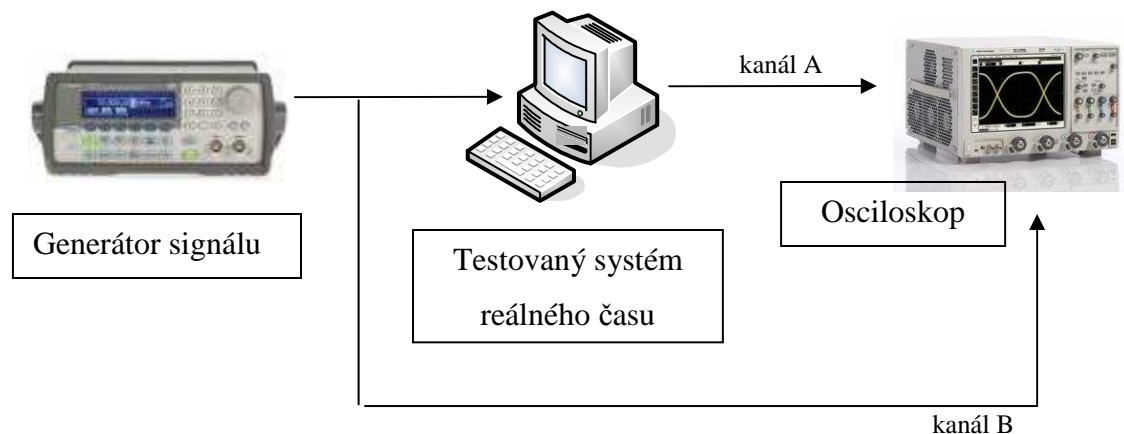 kanál A
Osciloskop
Generátor signálu
Testovaný systém
reálného času
kanál B